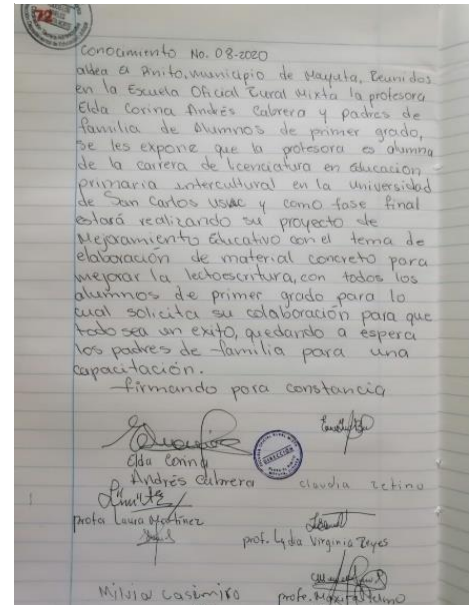 72
Conocimiento No. 08-2020
aldea El Anito, municipio de Moyuta, Reunidos
en la Escuela Oficial Rural Mixta la profesora
Elda Corina Andrés Cabrera y padres de
familia de Alumnos de primer grado,
se les expone que la profesora es alumna
de la carrera de licenciatura en educación
primaria intercultural en la universidad
de San Carlos usac y como fase final
estará realizando su proyecto de
Mejoramiento Educativo con el tema de
elaboración de material concreto para
mejorar la lectoescritura, con todos los
alumnos de primer grado para lo
cual solicita su colaboración para que
todo sea un exito, quedando a espera
los padres de familia para una
capacitación.
firmando para constancia
DIRECCIÓN
Elda Corina
Andrés Cabrera
claudia Zetino
profa Laura Martínez
prof. Lydia Virginia Reyes
Milvia Casimiro
profe.